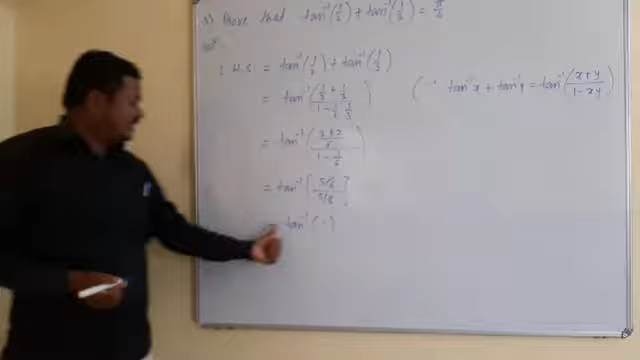 Prove that tan⁻¹(1/2) + tan⁻¹(1/3) = π/4
L.H.S = tan⁻¹(1/2) + tan⁻¹(1/3)
= tan⁻¹((1/2 + 1/3)/(1 - 1/2 1/3)) (∵ tan⁻¹x + tan⁻¹y = tan⁻¹((x+y)/(1-xy))
= tan⁻¹(((3+2)/6)/(1 - 1/6))
= tan⁻¹[(5/6)/(5/6)]
tan⁻¹(1)